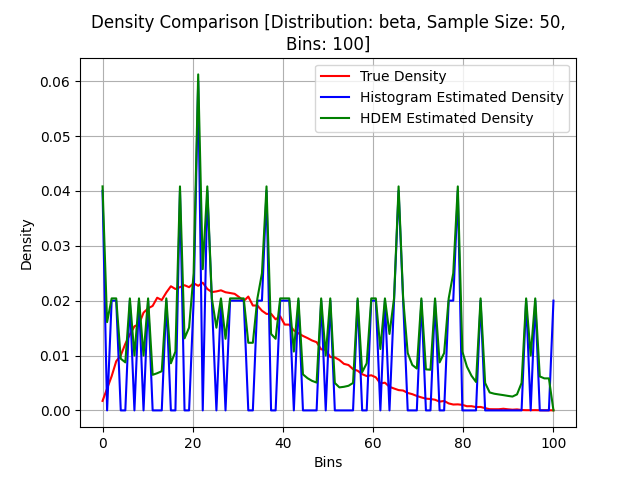 Density Comparison [Distribution: beta, Sample Size: 50,
Bins: 100]
True Density
Histogram Estimated Density
HDEM Estimated Density
Density
0.06
0.05
0.04
0.03
0.02
0.01
0.00
0 20 40 60 80 100
Bins